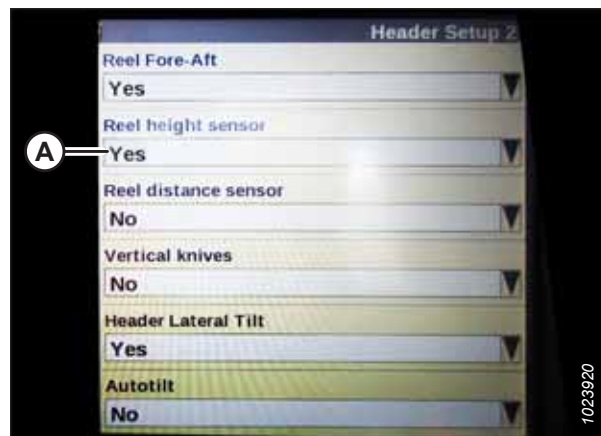 Header Setup 2
Reel Fore-Aft
Yes
Reel height sensor
A
Yes
Reel distance sensor
No
Vertical knives
No
Header Lateral Tilt
Yes
Autotilt
No
1023920